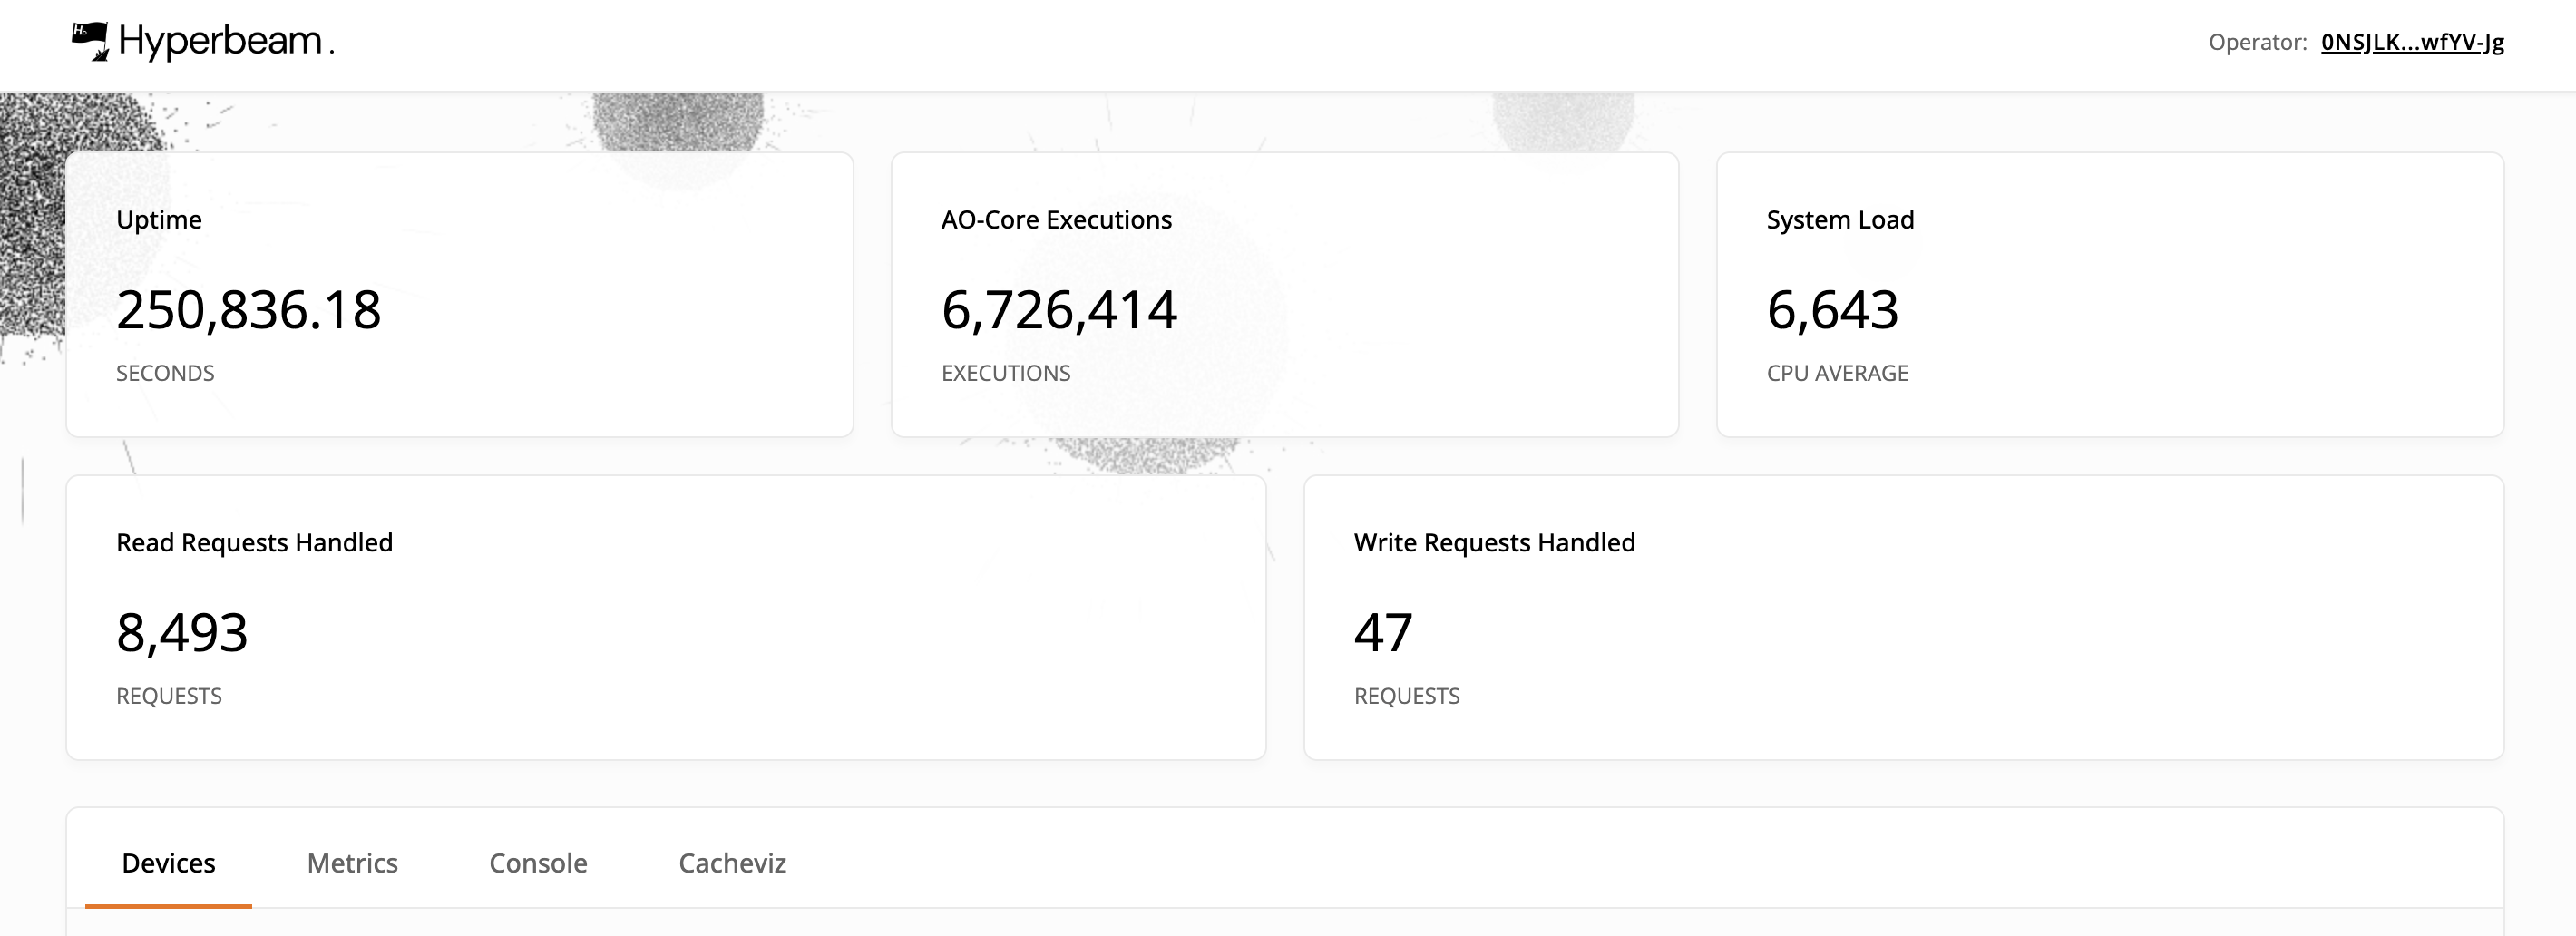 Hb Hyperbeam .
Operator: 0NSJLK...wfYV-Jg
Uptime
250,836.18
SECONDS
AO-Core Executions
6,726,414
EXECUTIONS
System Load
6,643
CPU AVERAGE
Read Requests Handled
8,493
REQUESTS
Write Requests Handled
47
REQUESTS
Devices Metrics Console Cacheviz